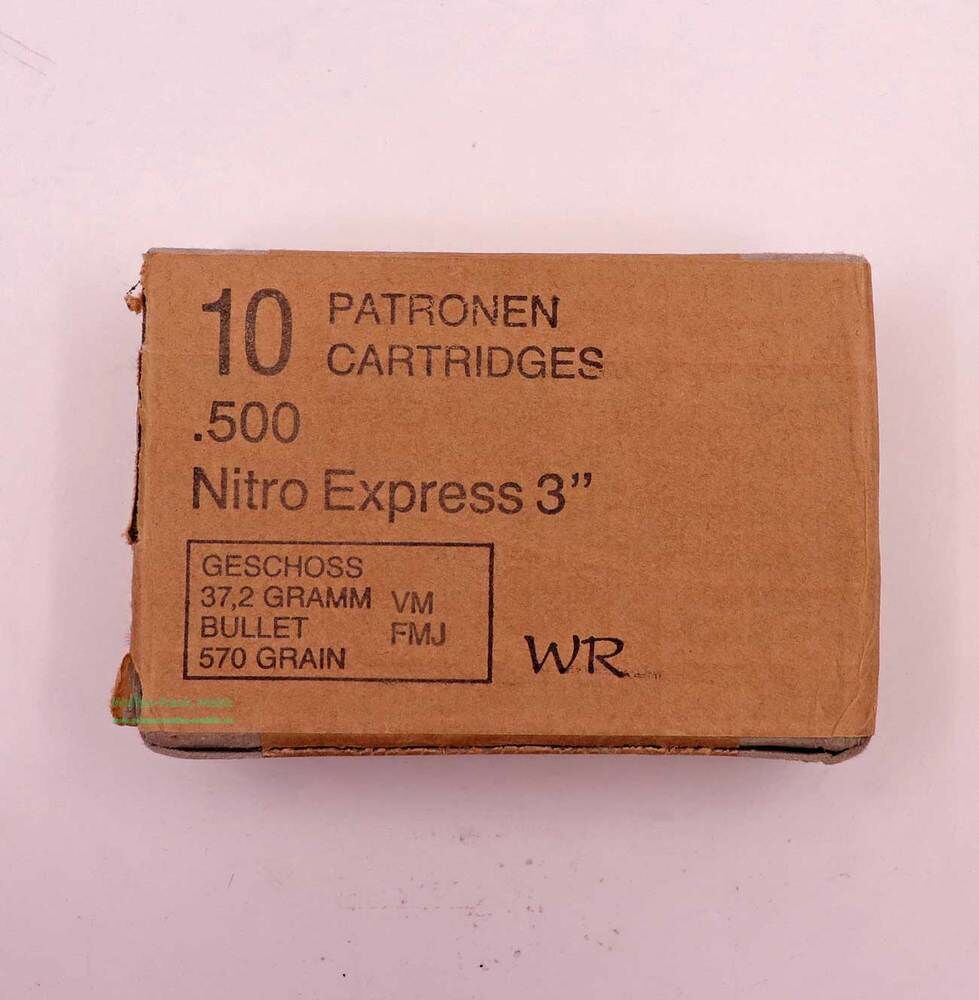 10 PATRONEN
CARTRIDGES
.500
Nitro Express 3”
GESCHOSS
37,2 GRAMM VM
BULLET FMJ
570 GRAIN
WR